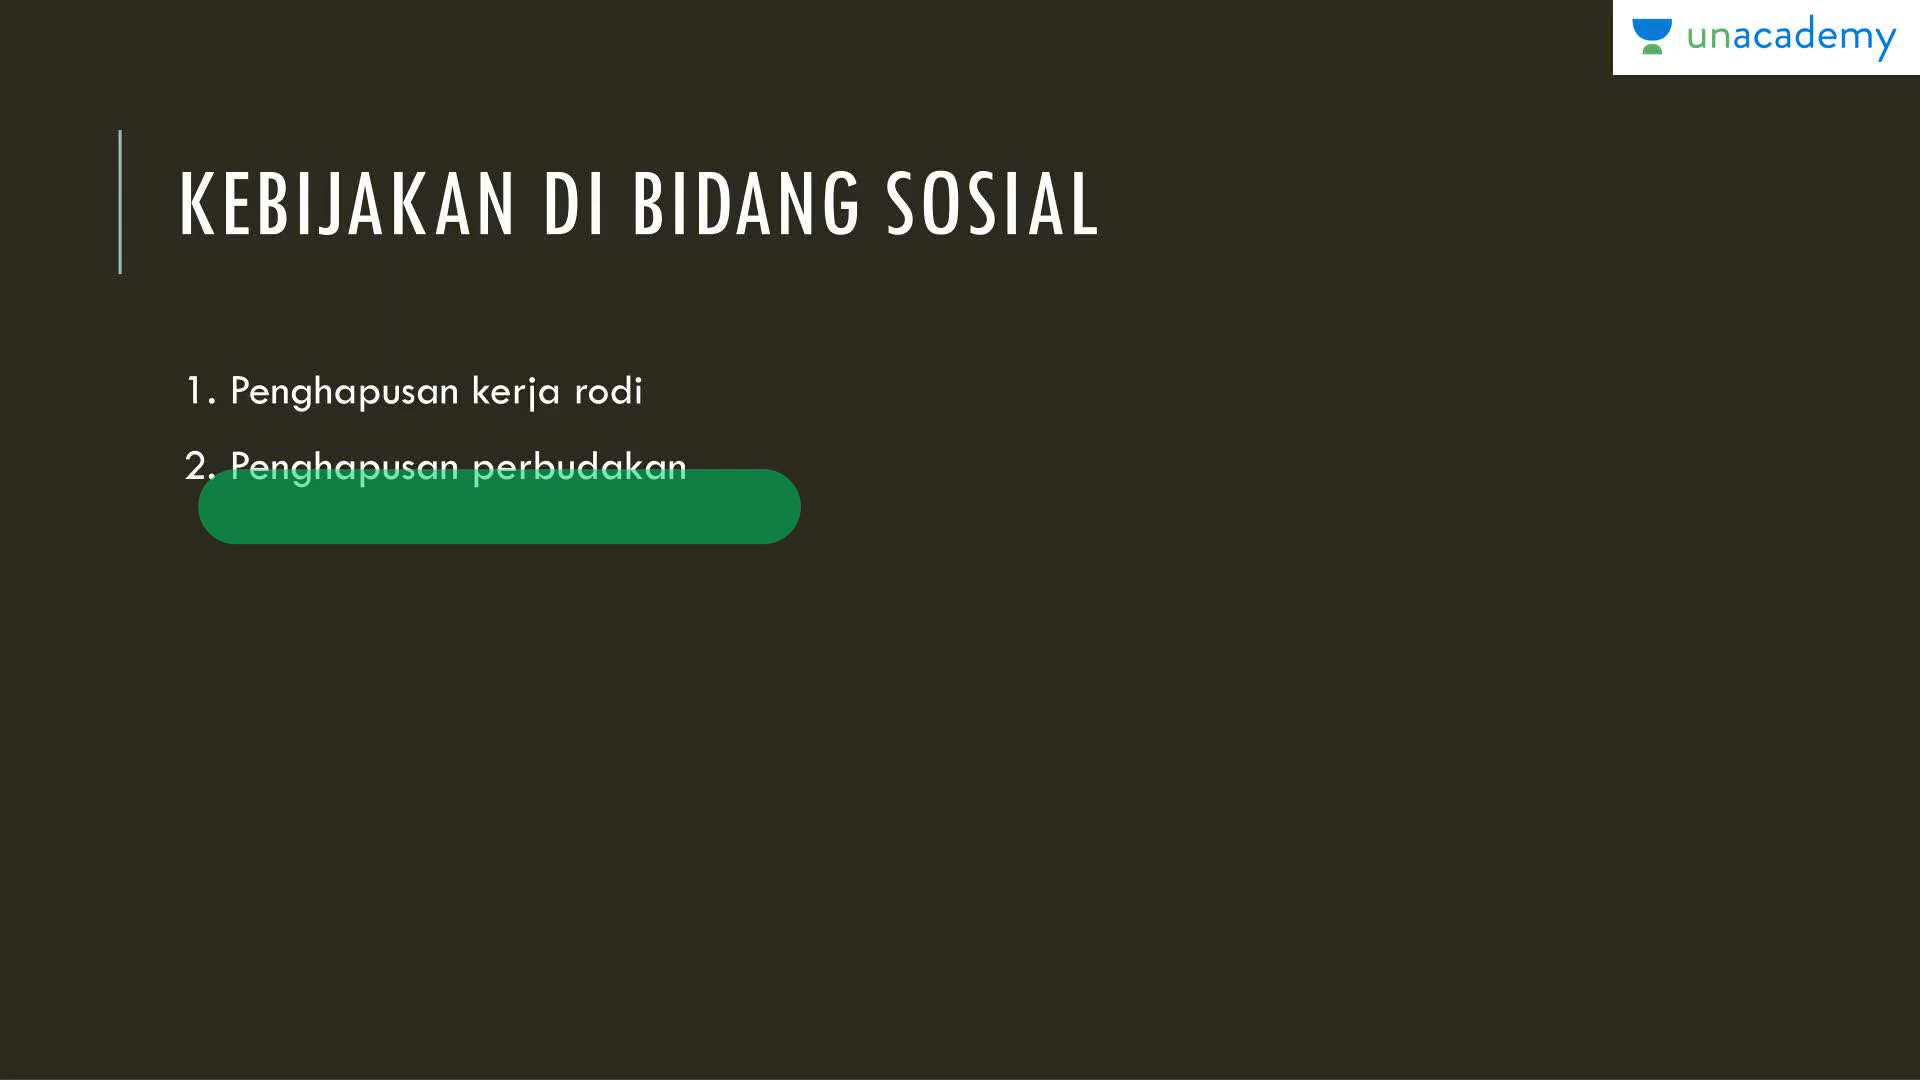 unacademy
KEBIJAKAN DI BIDANG SOSIAL
1. Penghapusan kerja rodi
2. Penghapusan perbudakan